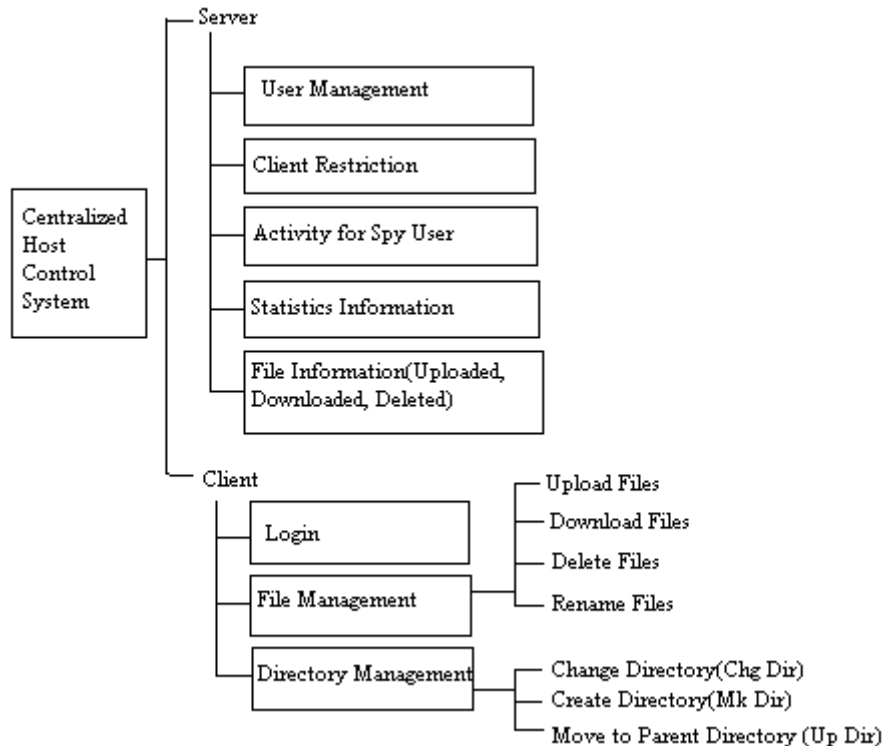 Server
User Management
Client Restriction
Centralized
Host
Control
System
Activity for Spy User
Statistics Information
File Information(Uploaded,
Downloaded, Deleted)
Client
Login
File Management
Upload Files
Download Files
Delete Files
Rename Files
Directory Management
Change Directory(Chg Dir)
Create Directory(Mk Dir)
Move to Parent Directory (Up Dir)